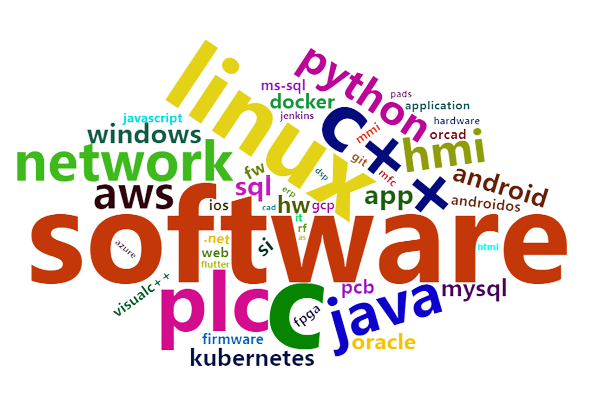 linux
python
ms-sql
pads
docker
application
javascript
jenkins
c++
hardware
windows
mmi
orcad
network
git
hmi
fw
dsp
mfc
android
aws
sql
erp
app
androidos
ios
cad
hw
gcp
software
it
rf
.net
si
as
azure
web
html
flutter
visualc++
plc
c
fpga
pcb
java
mysql
firmware
oracle
kubernetes